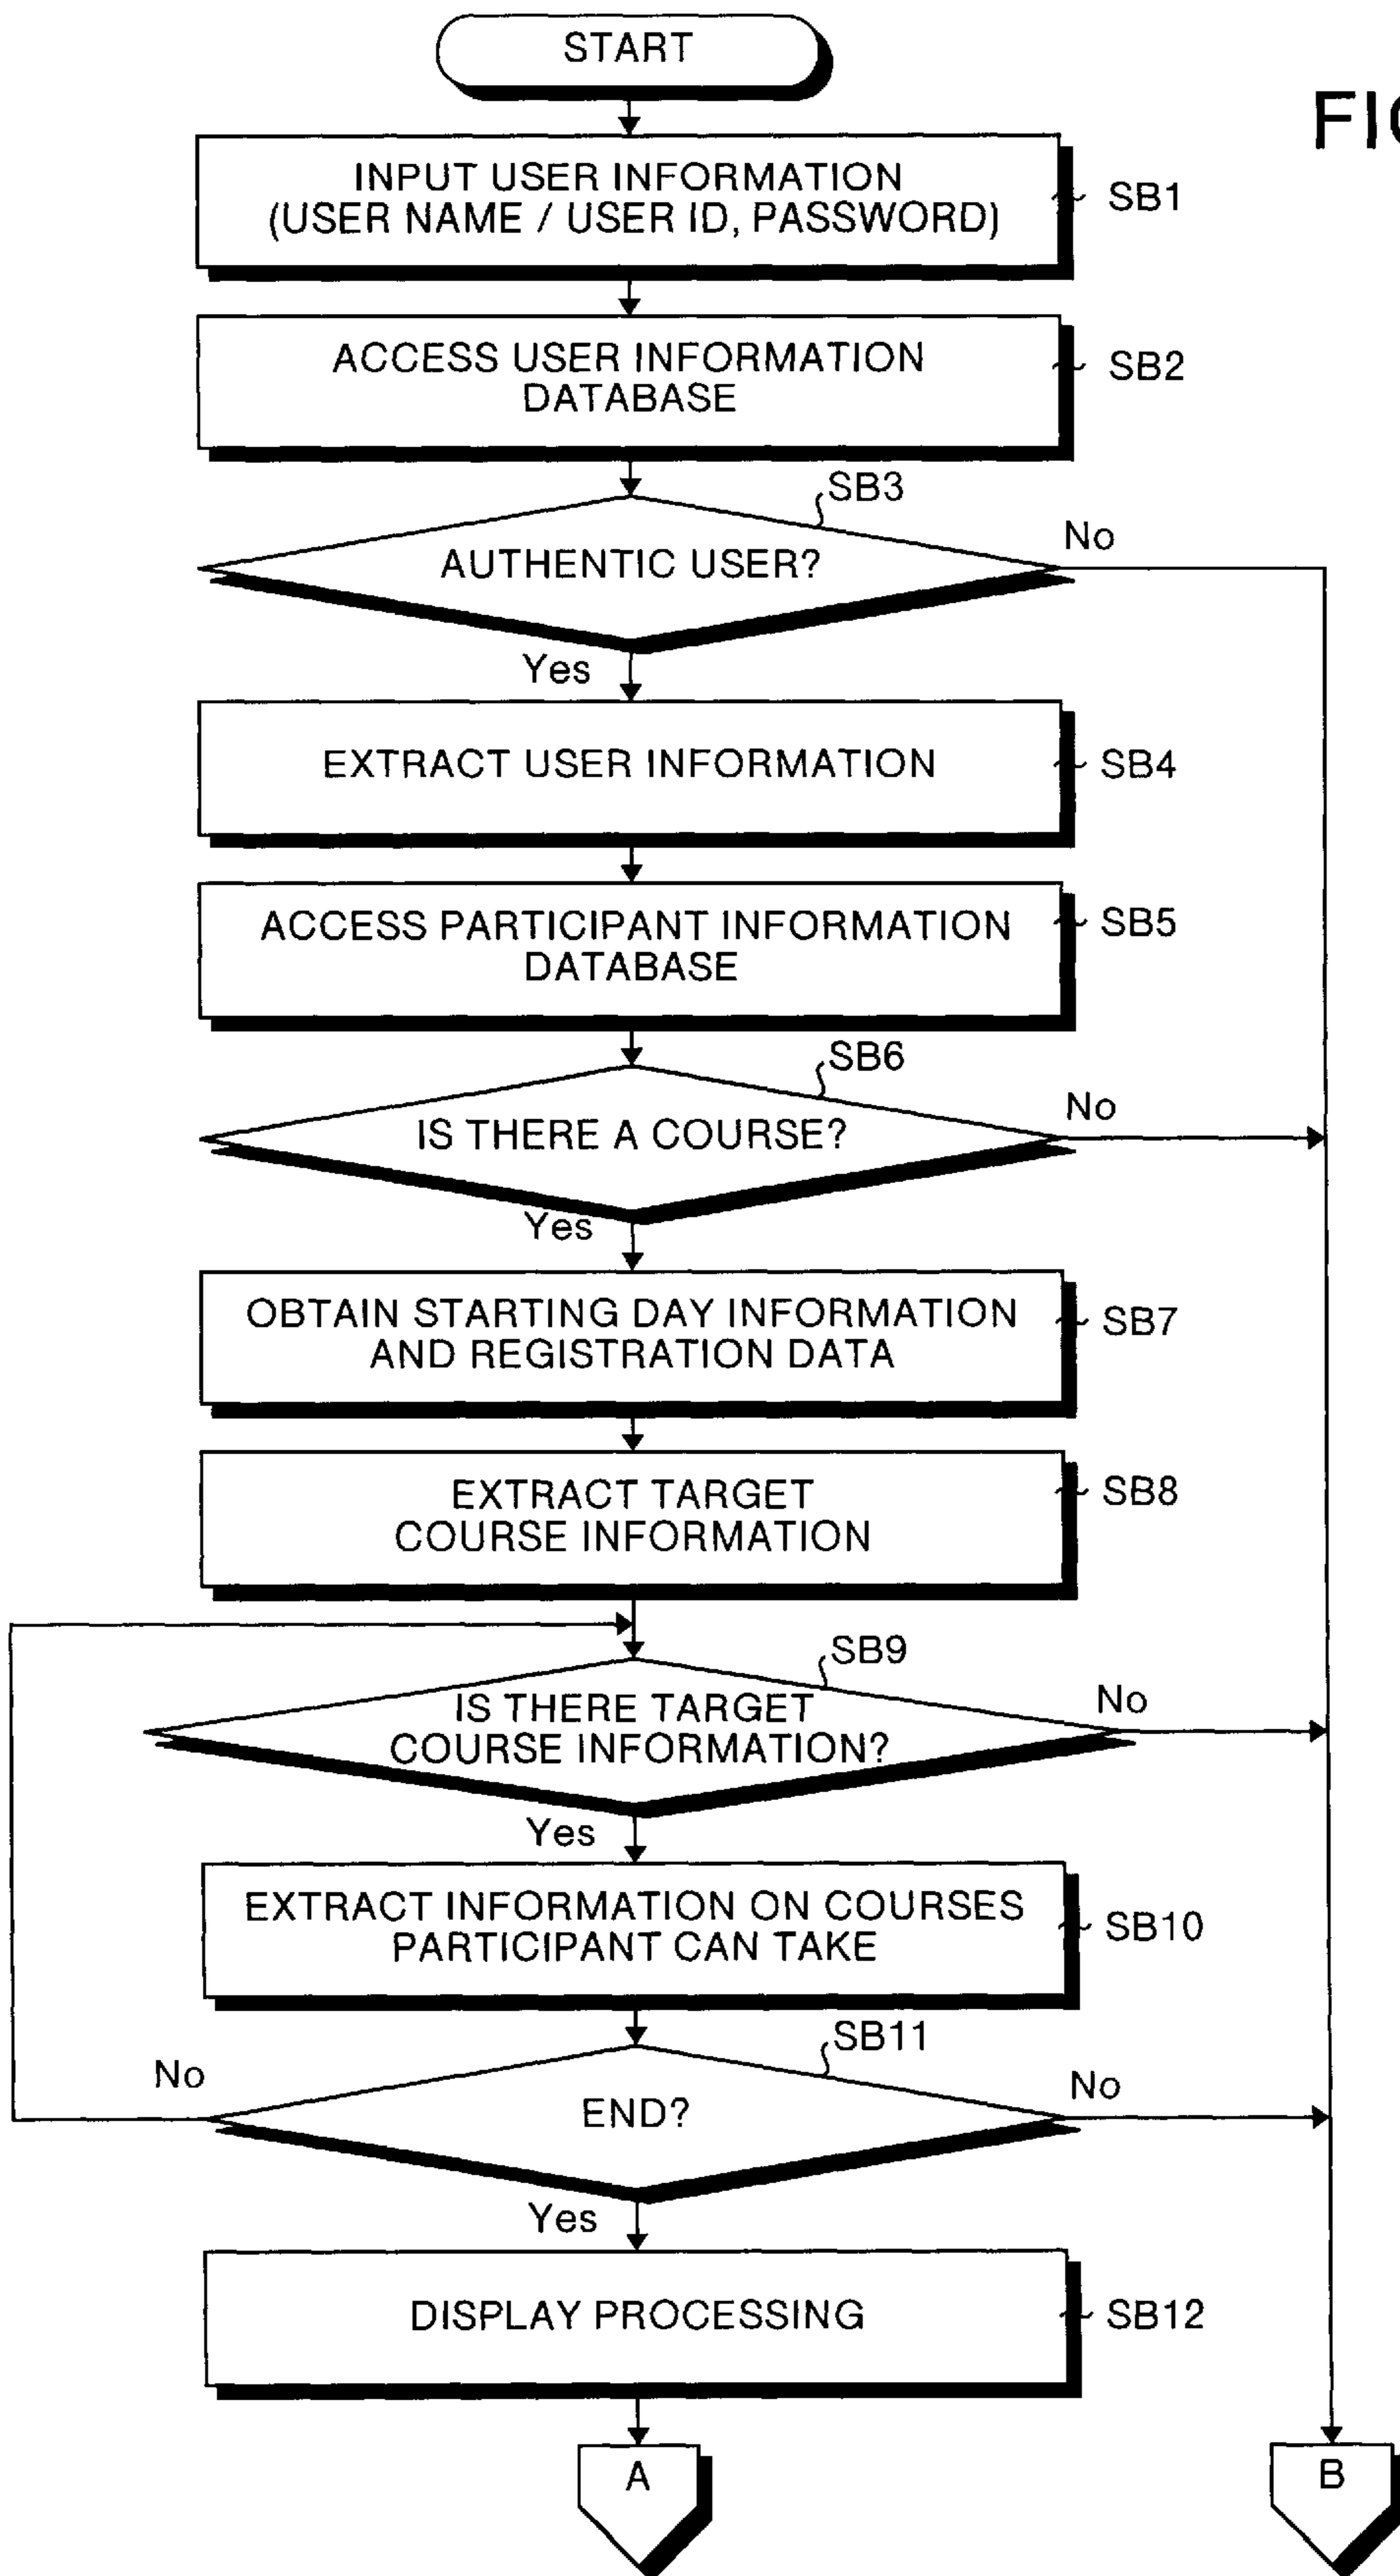 START
FIG
INPUT USER INFORMATION
(USER NAME / USER ID, PASSWORD)
SB1
ACCESS USER INFORMATION
DATABASE
SB2
SB3
AUTHENTIC USER?
No
Yes
EXTRACT USER INFORMATION
SB4
ACCESS PARTICIPANT INFORMATION
DATABASE
SB5
SB6
IS THERE A COURSE?
No
Yes
OBTAIN STARTING DAY INFORMATION
AND REGISTRATION DATA
SB7
EXTRACT TARGET
COURSE INFORMATION
SB8
SB9
IS THERE TARGET
COURSE INFORMATION?
No
Yes
EXTRACT INFORMATION ON COURSES
PARTICIPANT CAN TAKE
SB10
SB11
No
END?
No
Yes
DISPLAY PROCESSING
SB12
A
B